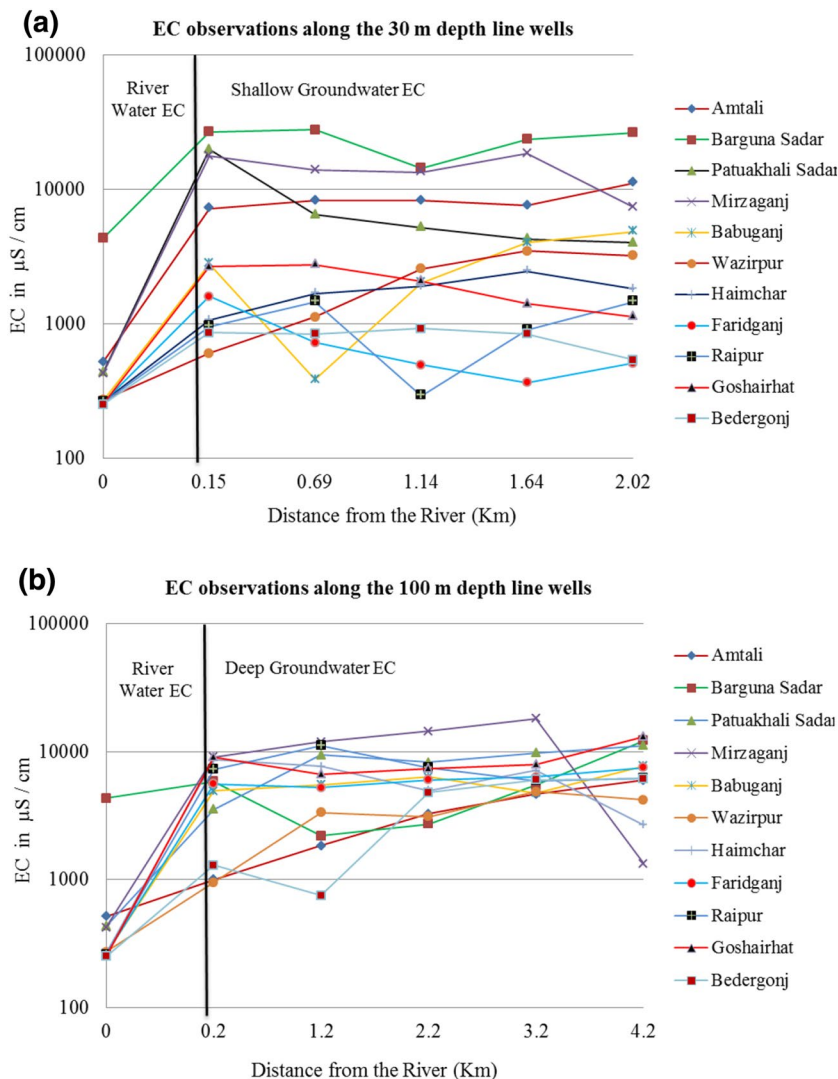 (a)
EC observations along the 30 m depth line wells
100000
10000
1000
100
EC in µS / cm
River
Water EC
Shallow Groundwater EC
0 0.15 0.69 1.14 1.64 2.02
Distance from the River (Km)
Amtali
Barguna Sadar
Patuakhali Sadar
Mirzaganj
Babuganj
Wazirpur
Haimchar
Faridganj
Raipur
Goshairhat
Bedergonj
(b)
EC observations along the 100 m depth line wells
100000
10000
1000
100
EC in µS / cm
River
Water EC
Deep Groundwater EC
0 0.2 1.2 2.2 3.2 4.2
Distance from the River (Km)
Amtali
Barguna Sadar
Patuakhali Sadar
Mirzaganj
Babuganj
Wazirpur
Haimchar
Faridganj
Raipur
Goshairhat
Bedergonj